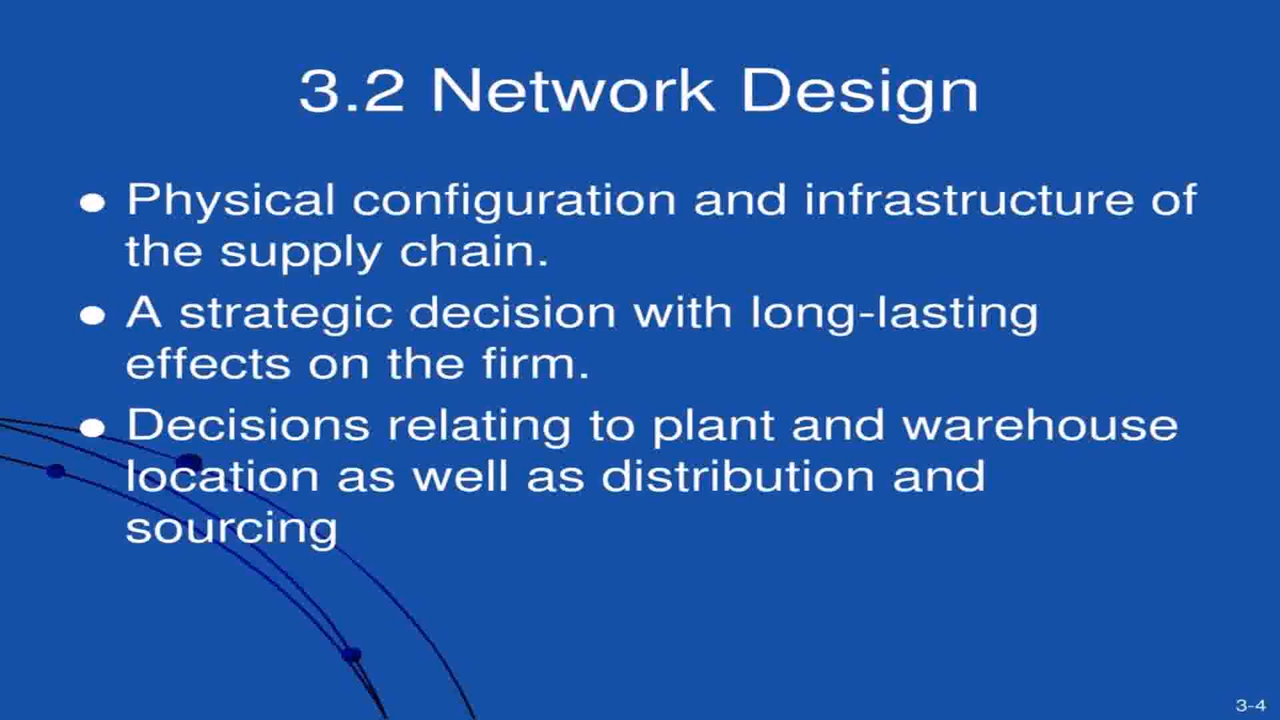 3.2 Network Design
● Physical configuration and infrastructure of
the supply chain.
● A strategic decision with long-lasting
effects on the firm.
● Decisions relating to plant and warehouse
location as well as distribution and
sourcing
3-4